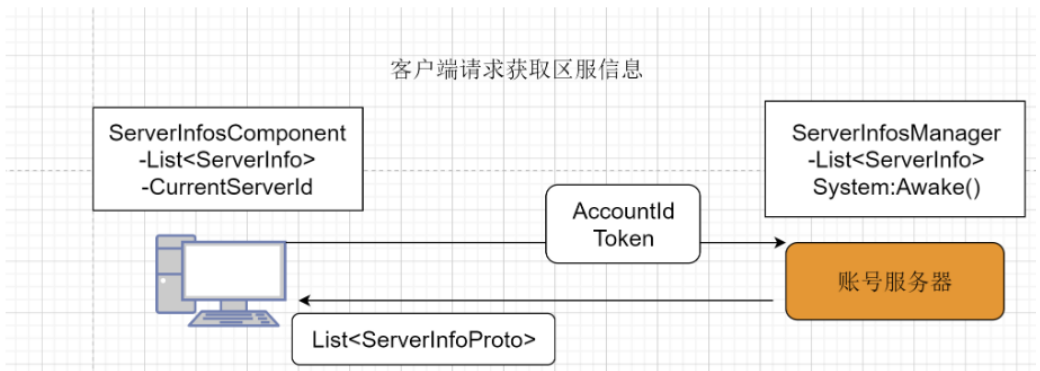 客户端请求获取区服信息
ServerInfosComponent
-List<ServerInfo>
-CurrentServerId
ServerInfosManager
-List<ServerInfo>
System:Awake()
AccountId
Token
账号服务器
List<ServerInfoProto>